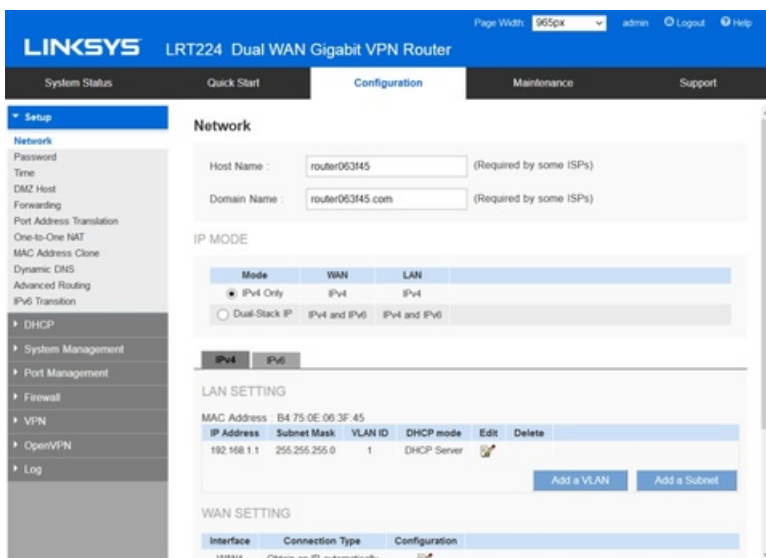 Page Width: 965px admin Logout Help
LINKSYS LRT224 Dual WAN Gigabit VPN Router
System Status Quick Start Configuration Maintenance Support
Setup
Network
Password
Time
DMZ Host
Forwarding
Port Address Translation
One-to-One NAT
MAC Address Clone
Dynamic DNS
Advanced Routing
IPv6 Transition
DHCP
System Management
Port Management
Firewall
VPN
OpenVPN
Log
Network
Host Name : router063f45 (Required by some ISPs)
Domain Name : router063f45.com (Required by some ISPs)
IP MODE
Mode WAN LAN
IPv4 Only IPv4 IPv4
Dual-Stack IP IPv4 and IPv6 IPv4 and IPv6
IPv4 IPv6
LAN SETTING
MAC Address : B4:75:0E:06:3F:45
IP Address Subnet Mask VLAN ID DHCP mode Edit Delete
192.168.1.1 255.255.255.0 1 DHCP Server
Add a VLAN Add a Subnet
WAN SETTING
Interface Connection Type Configuration
WAN1 Obtain an IP automatically